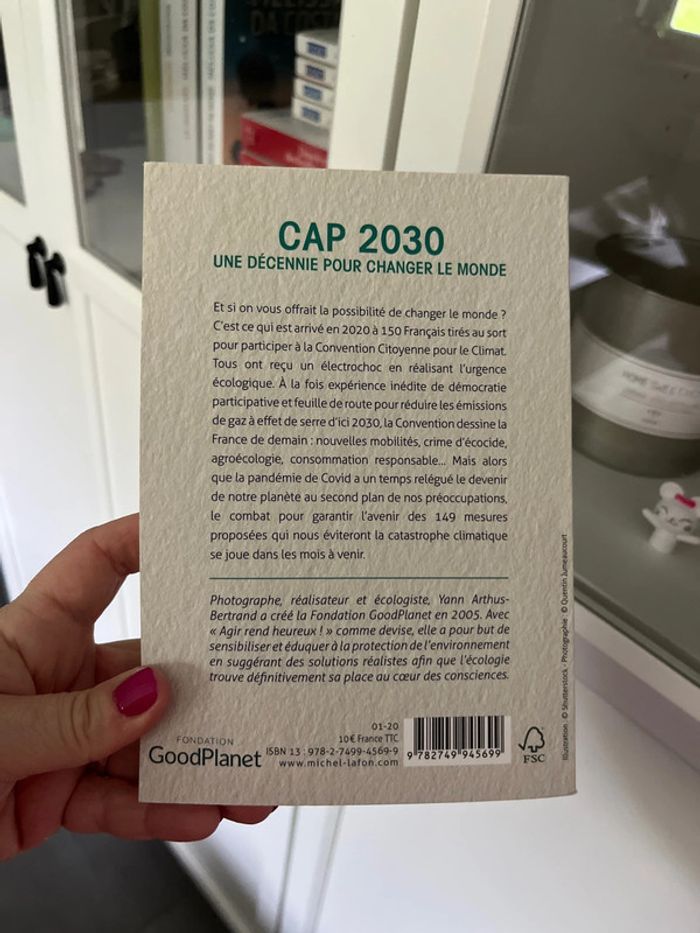 DA COSTA
CAP 2030
UNE DÉCENNIE POUR CHANGER LE MONDE
Et si on vous offrait la possibilité de changer le monde ?
C'est ce qui est arrivé en 2020 à 150 Français tirés au sort
pour participer à la Convention Citoyenne pour le Climat.
Tous ont reçu un électrochoc en réalisant l'urgence
écologique. À la fois expérience inédite de démocratie
participative et feuille de route pour réduire les émissions
de gaz à effet de serre d'ici 2030, la Convention dessine la
France de demain : nouvelles mobilités, crime d'écocide,
agroécologie, consommation responsable... Mais alors
que la pandémie de Covid a un temps relégué le devenir
de notre planète au second plan de nos préoccupations,
le combat pour garantir l'avenir des 149 mesures
proposées qui nous éviteront la catastrophe climatique
se joue dans les mois à venir.
Photographe, réalisateur et écologiste, Yann Arthus-
Bertrand a créé la Fondation GoodPlanet en 2005. Avec
« Agir rend heureux ! » comme devise, elle a pour but de
sensibiliser et éduquer à la protection de l'environnement
en suggérant des solutions réalistes afin que l'écologie
trouve définitivement sa place au cœur des consciences.
FONDATION
GoodPlanet
01-20
10€ France TTC
ISBN 13 : 978-2-7499-4569-9
www.michel-lafon.com
9 782749 945699
FSC
Illustration : © Shutterstock - Photographie : © Quentin Jumeaucourt
HOME SWEET